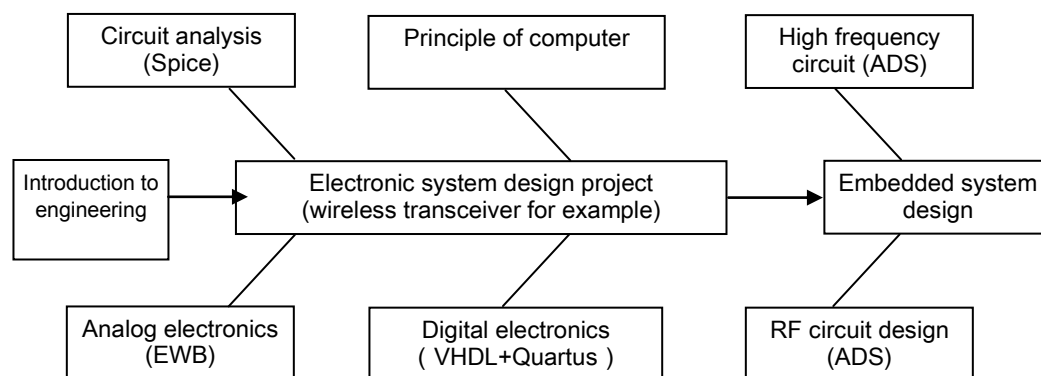 Circuit analysis
(Spice)
Principle of computer
High frequency
circuit (ADS)
Introduction to
engineering
Electronic system design project
(wireless transceiver for example)
Embedded system
design
Analog electronics
(EWB)
Digital electronics
( VHDL+Quartus )
RF circuit design
(ADS)